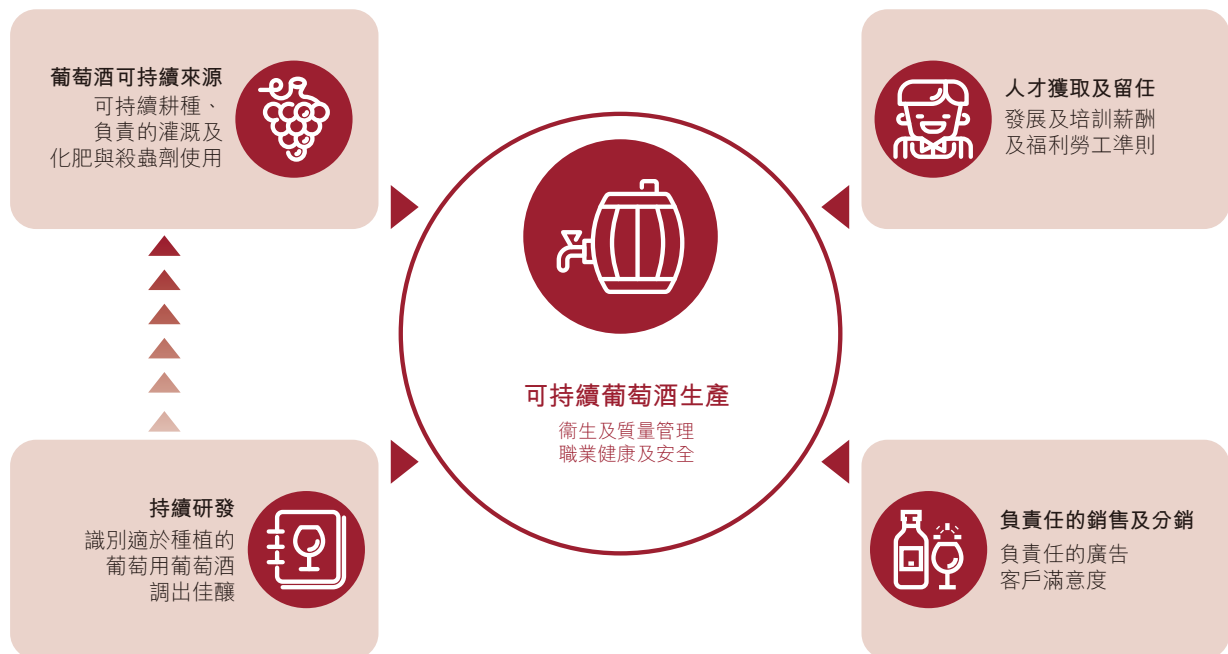 葡萄酒可持續來源
可持續耕種、
負責的灌溉及
化肥與殺蟲劑使用
人才獲取及留任
發展及培訓薪酬
及福利勞工準則
可持續葡萄酒生產
衞生及質量管理
職業健康及安全
持續研發
識別適於種植的
葡萄用葡萄酒
調出佳釀
負責任的銷售及分銷
負責任的廣告
客戶滿意度